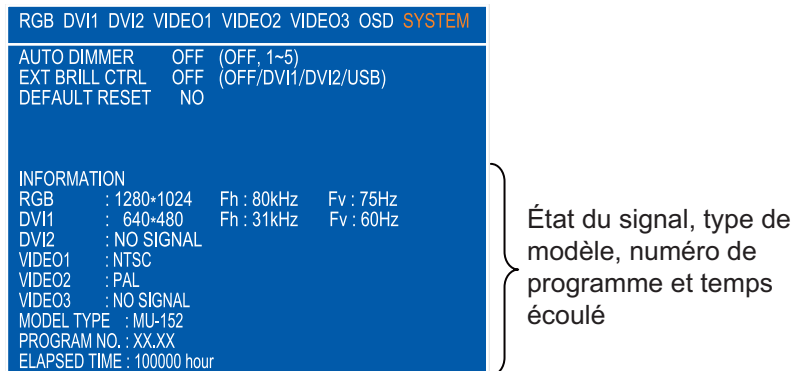 RGB DVI1 DVI2 VIDEO1 VIDEO2 VIDEO3 OSD SYSTEM
AUTO DIMMER OFF (OFF, 1~5)
EXT BRILL CTRL OFF (OFF/DVI1/DVI2/USB)
DEFAULT RESET NO
INFORMATION
RGB : 1280*1024 Fh : 80kHz Fv : 75Hz
DVI1 : 640*480 Fh : 31kHz Fv : 60Hz
DVI2 : NO SIGNAL
VIDEO1 : NTSC
VIDEO2 : PAL
VIDEO3 : NO SIGNAL
MODEL TYPE : MU-152
PROGRAM NO. : XX.XX
ELAPSED TIME : 100000 hour
État du signal, type de
modèle, numéro de
programme et temps
écoulé